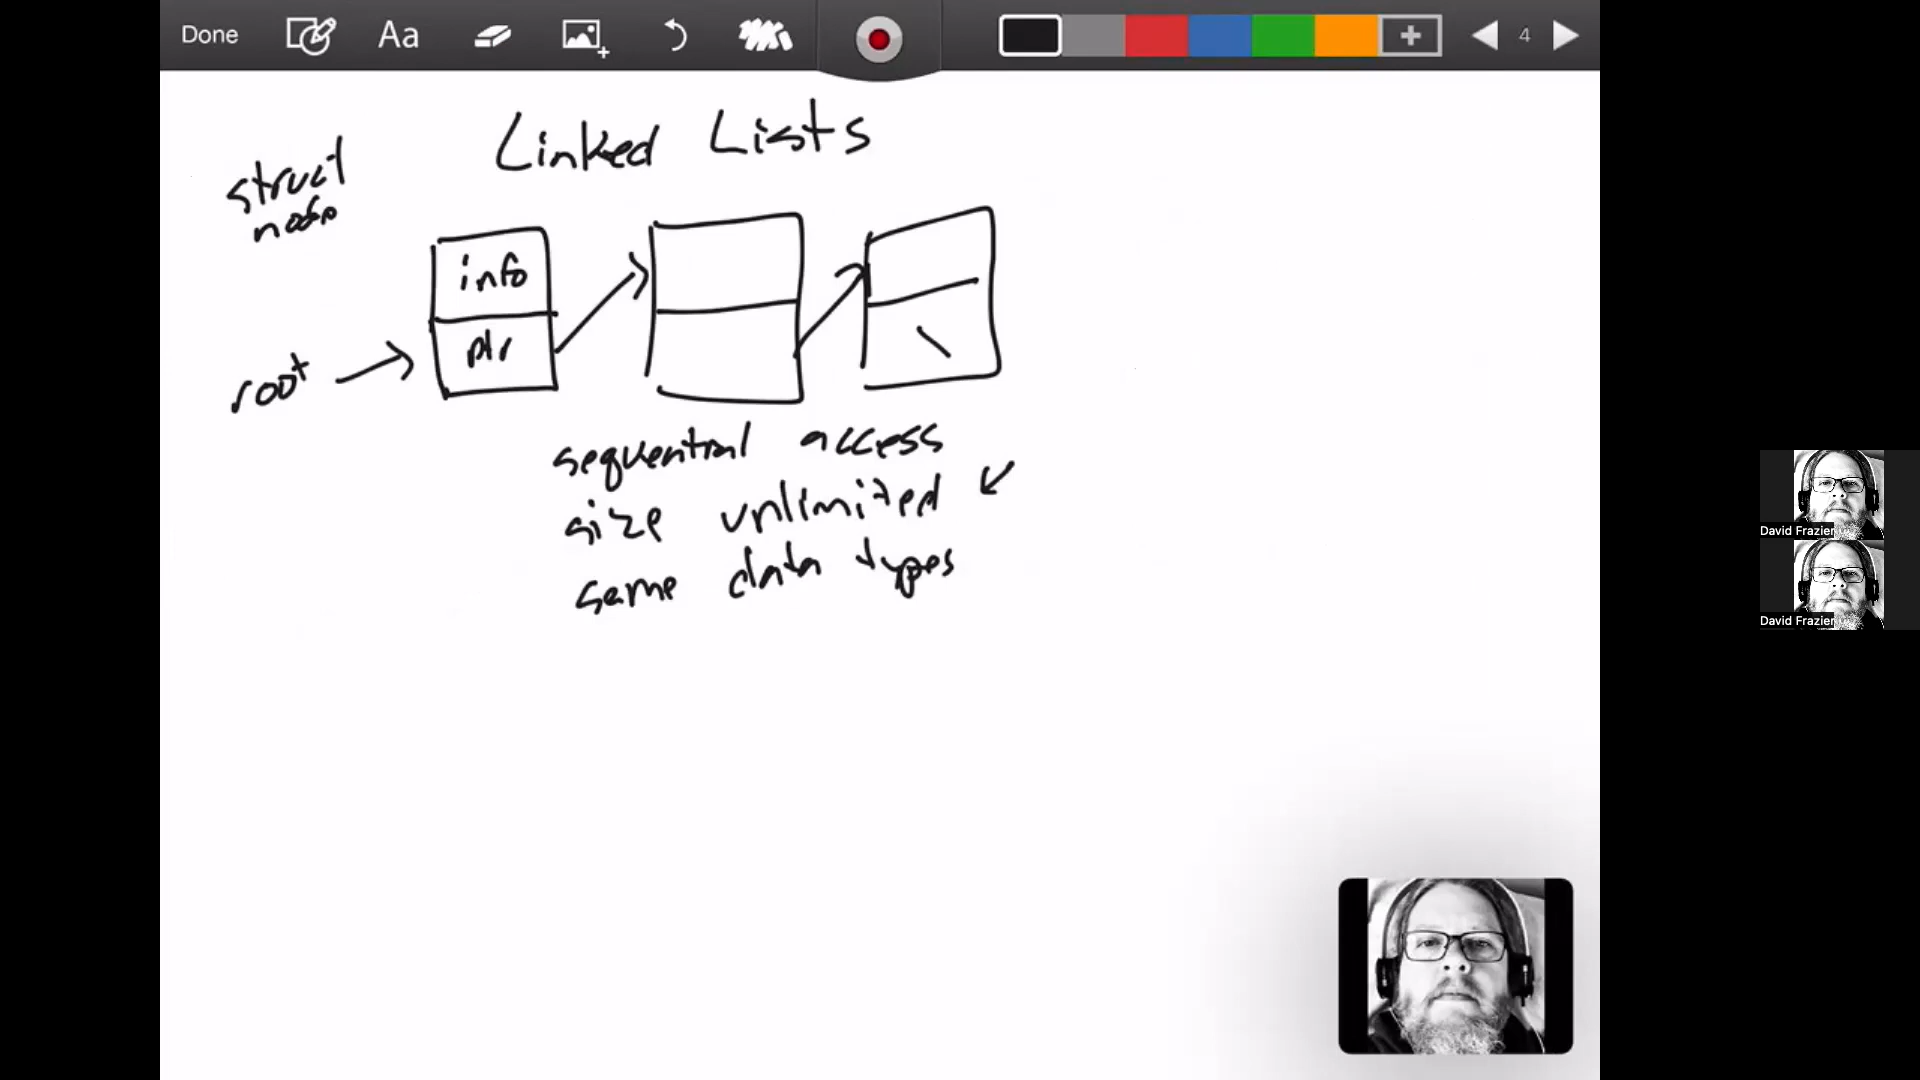 Done Aa 4
Linked Lists
struct
node
info
ptr
root
sequential access
size unlimited
same data types
David Frazier
David Frazier